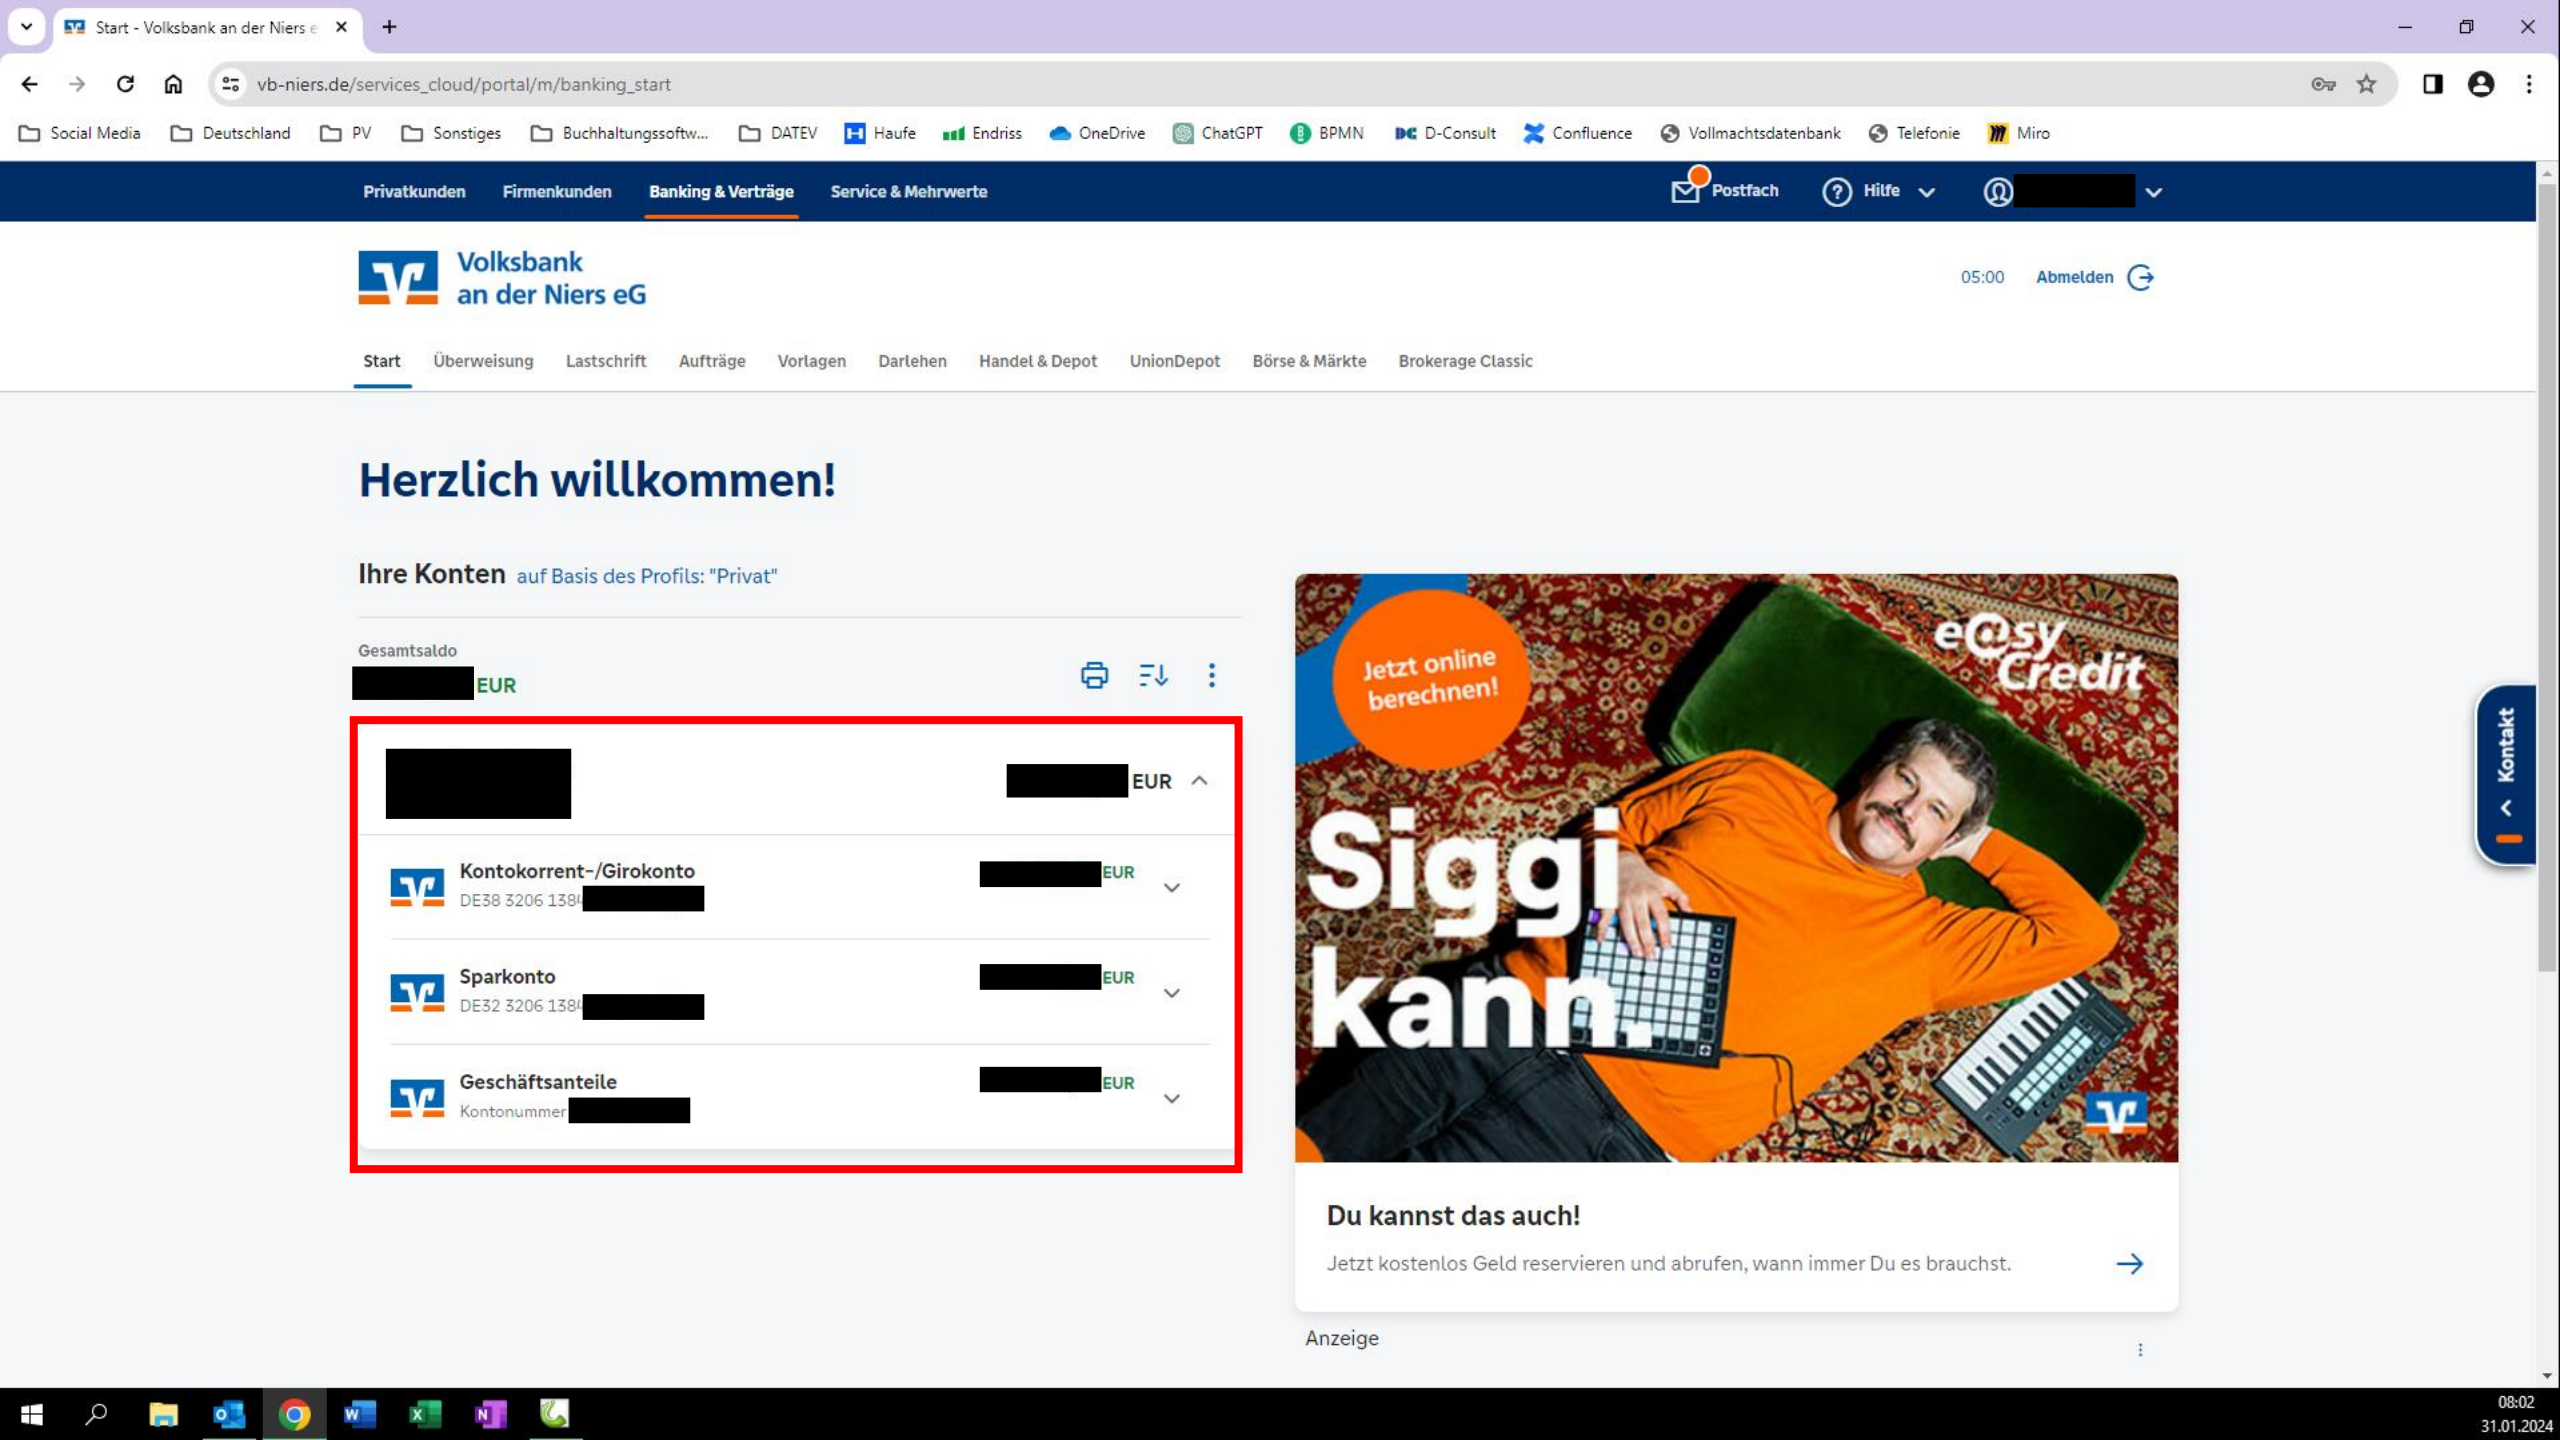 Start - Volksbank an der Niers e
vb-niers.de/services_cloud/portal/m/banking_start
Social Media Deutschland PV Sonstiges Buchhaltungssoftw... DATEV Haufe Endriss OneDrive ChatGPT BPMN D-Consult Confluence Vollmachtsdatenbank Telefonie Miro
Privatkunden Firmenkunden Banking & Verträge Service & Mehrwerte Postfach Hilfe
Volksbank
an der Niers eG
05:00 Abmelden
Start Überweisung Lastschrift Aufträge Vorlagen Darlehen Handel & Depot UnionDepot Börse & Märkte Brokerage Classic
Herzlich willkommen!
Ihre Konten auf Basis des Profils: "Privat"
Gesamtsaldo
EUR
EUR
Kontokorrent-/Girokonto
EUR
DE38 3206 138
Sparkonto
EUR
DE32 3206 138
Geschäftsanteile
EUR
Kontonummer
Jetzt online
berechnen!
easy
Credit
Siggi
kann.
Du kannst das auch!
Jetzt kostenlos Geld reservieren und abrufen, wann immer Du es brauchst.
Anzeige
Kontakt
08:02
31.01.2024